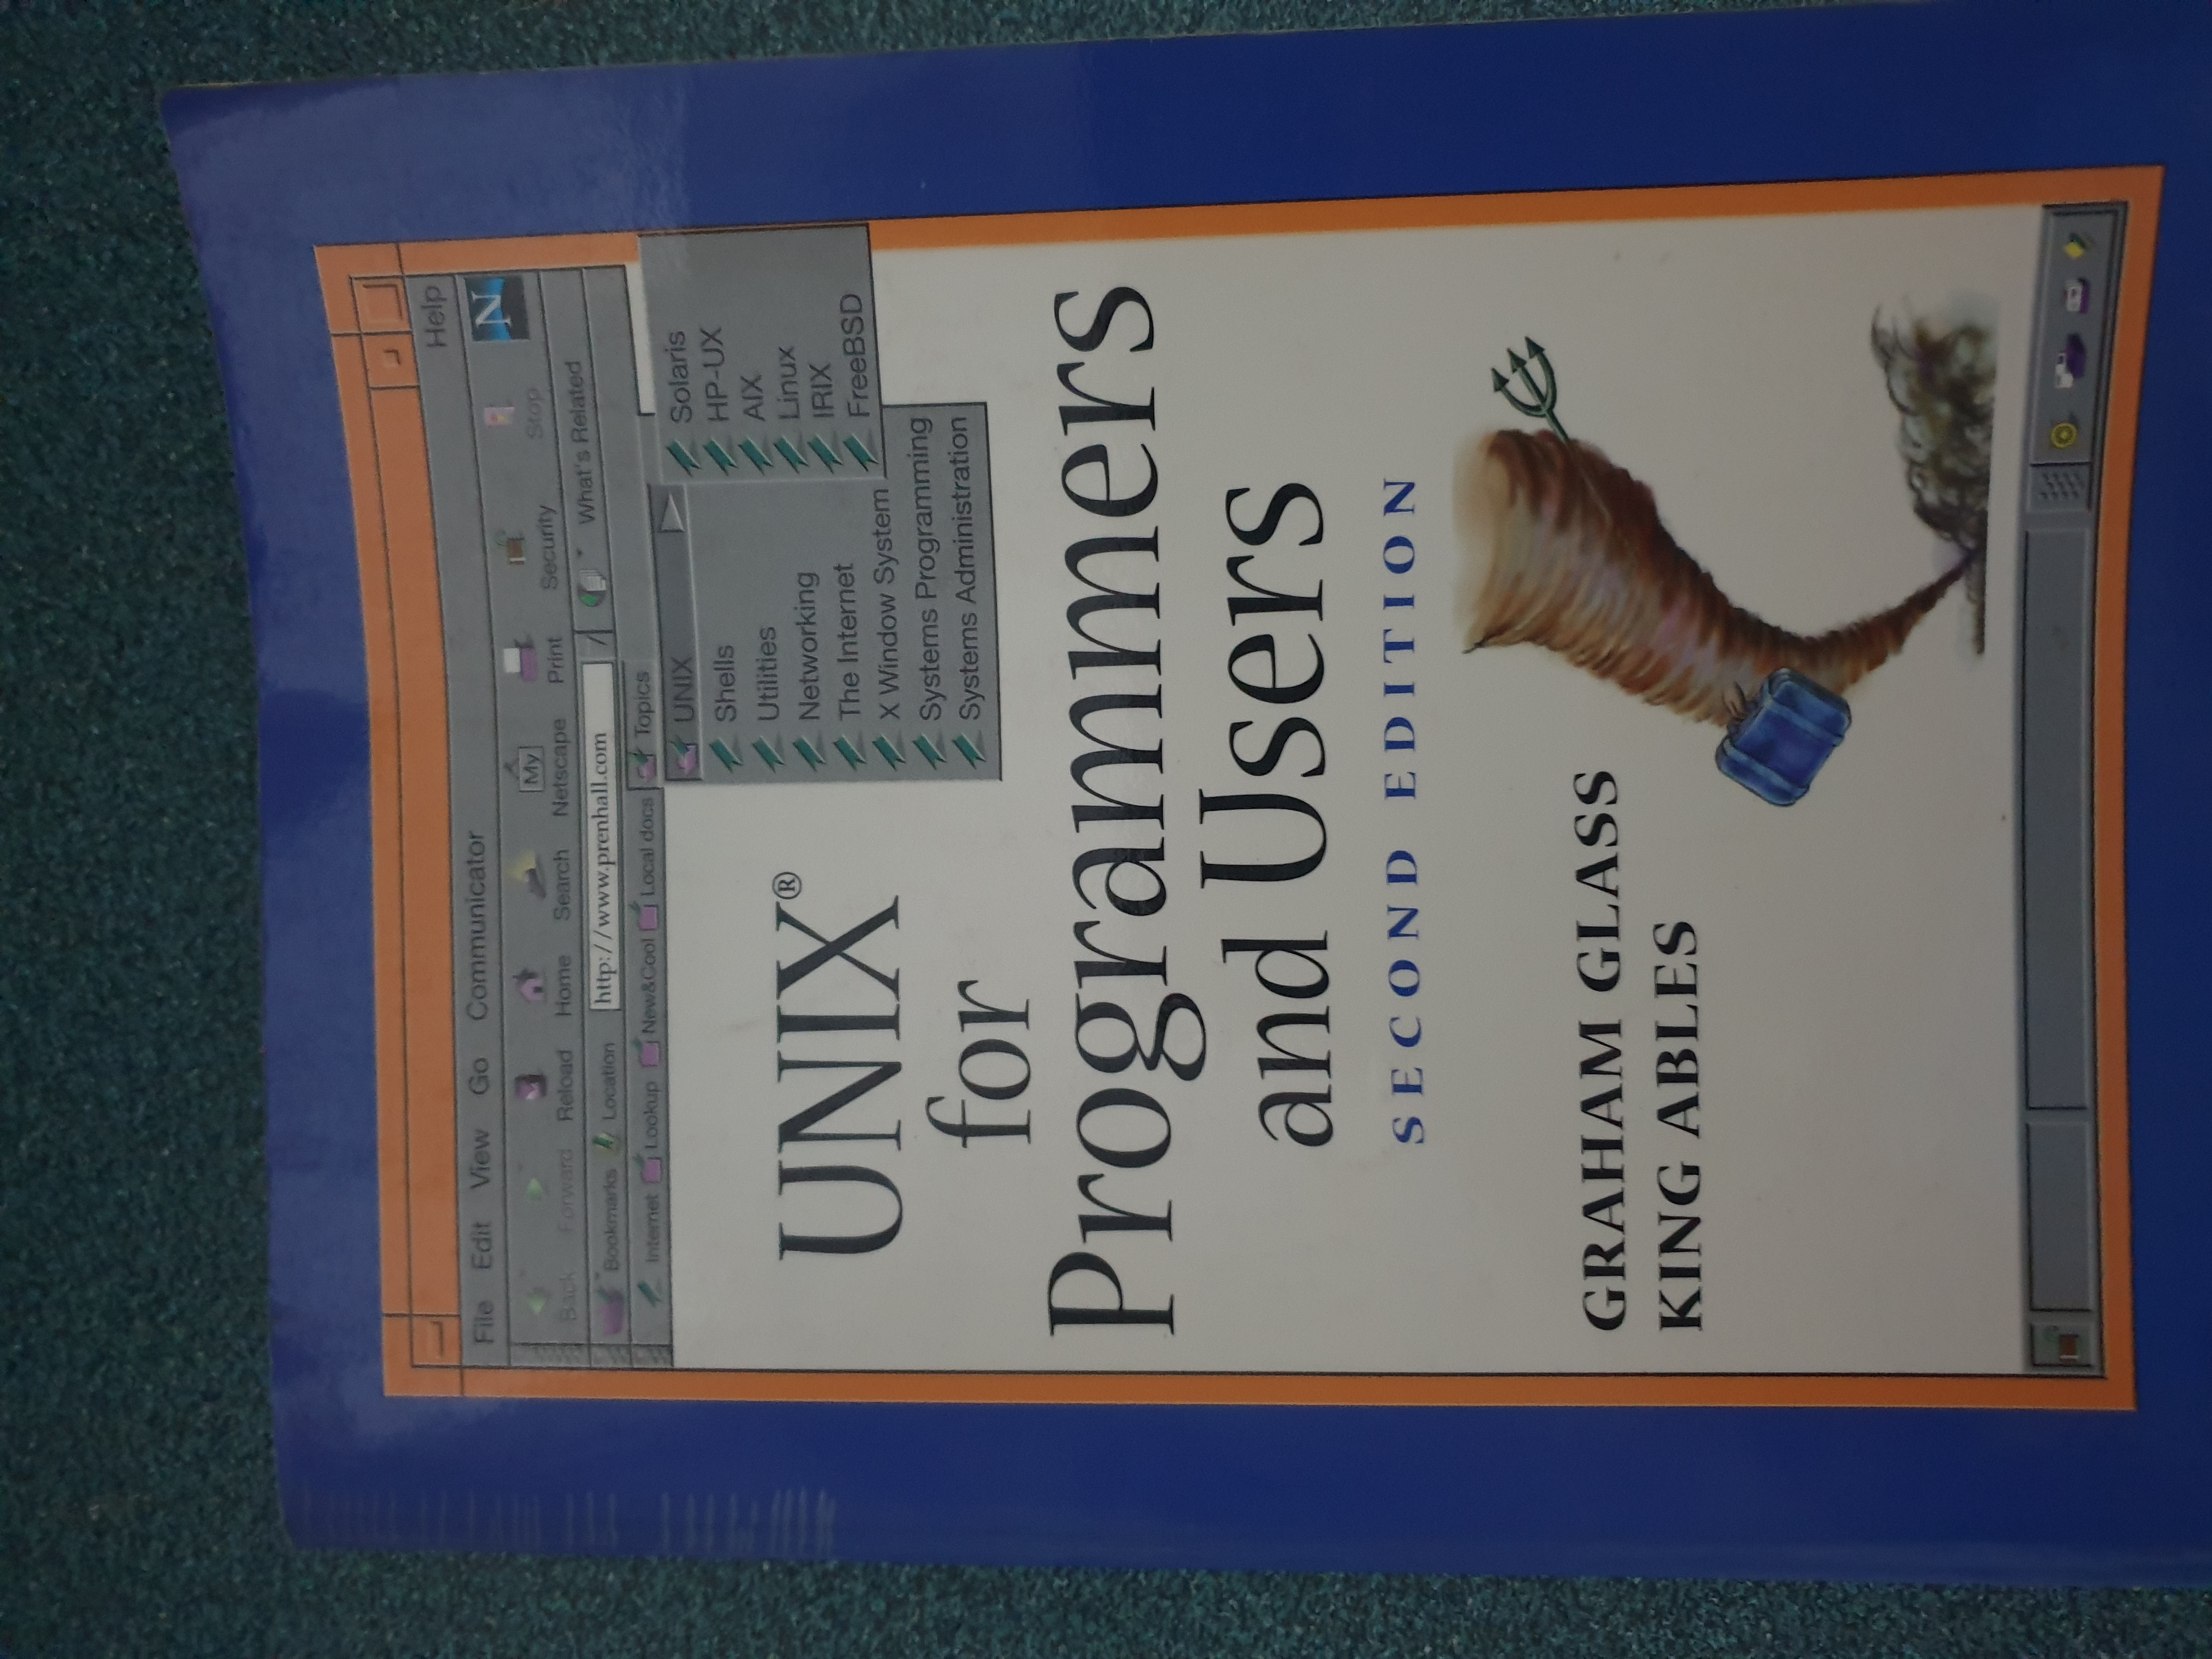 Help
File Edit View Go Communicator
N
Back Forward Reload Home Search My Netscape Print Security Stop
Bookmarks Location http://www.prenhall.com What's Related
Internet Lookup New&Cool Local docs Topics
UNIX
Shells
Utilities
Networking
The Internet
X Window System
Systems Programming
Systems Administration
Solaris
HP-UX
AIX
Linux
IRIX
FreeBSD
UNIX®
for
Programmers
and Users
SECOND EDITION
GRAHAM GLASS
KING ABLES